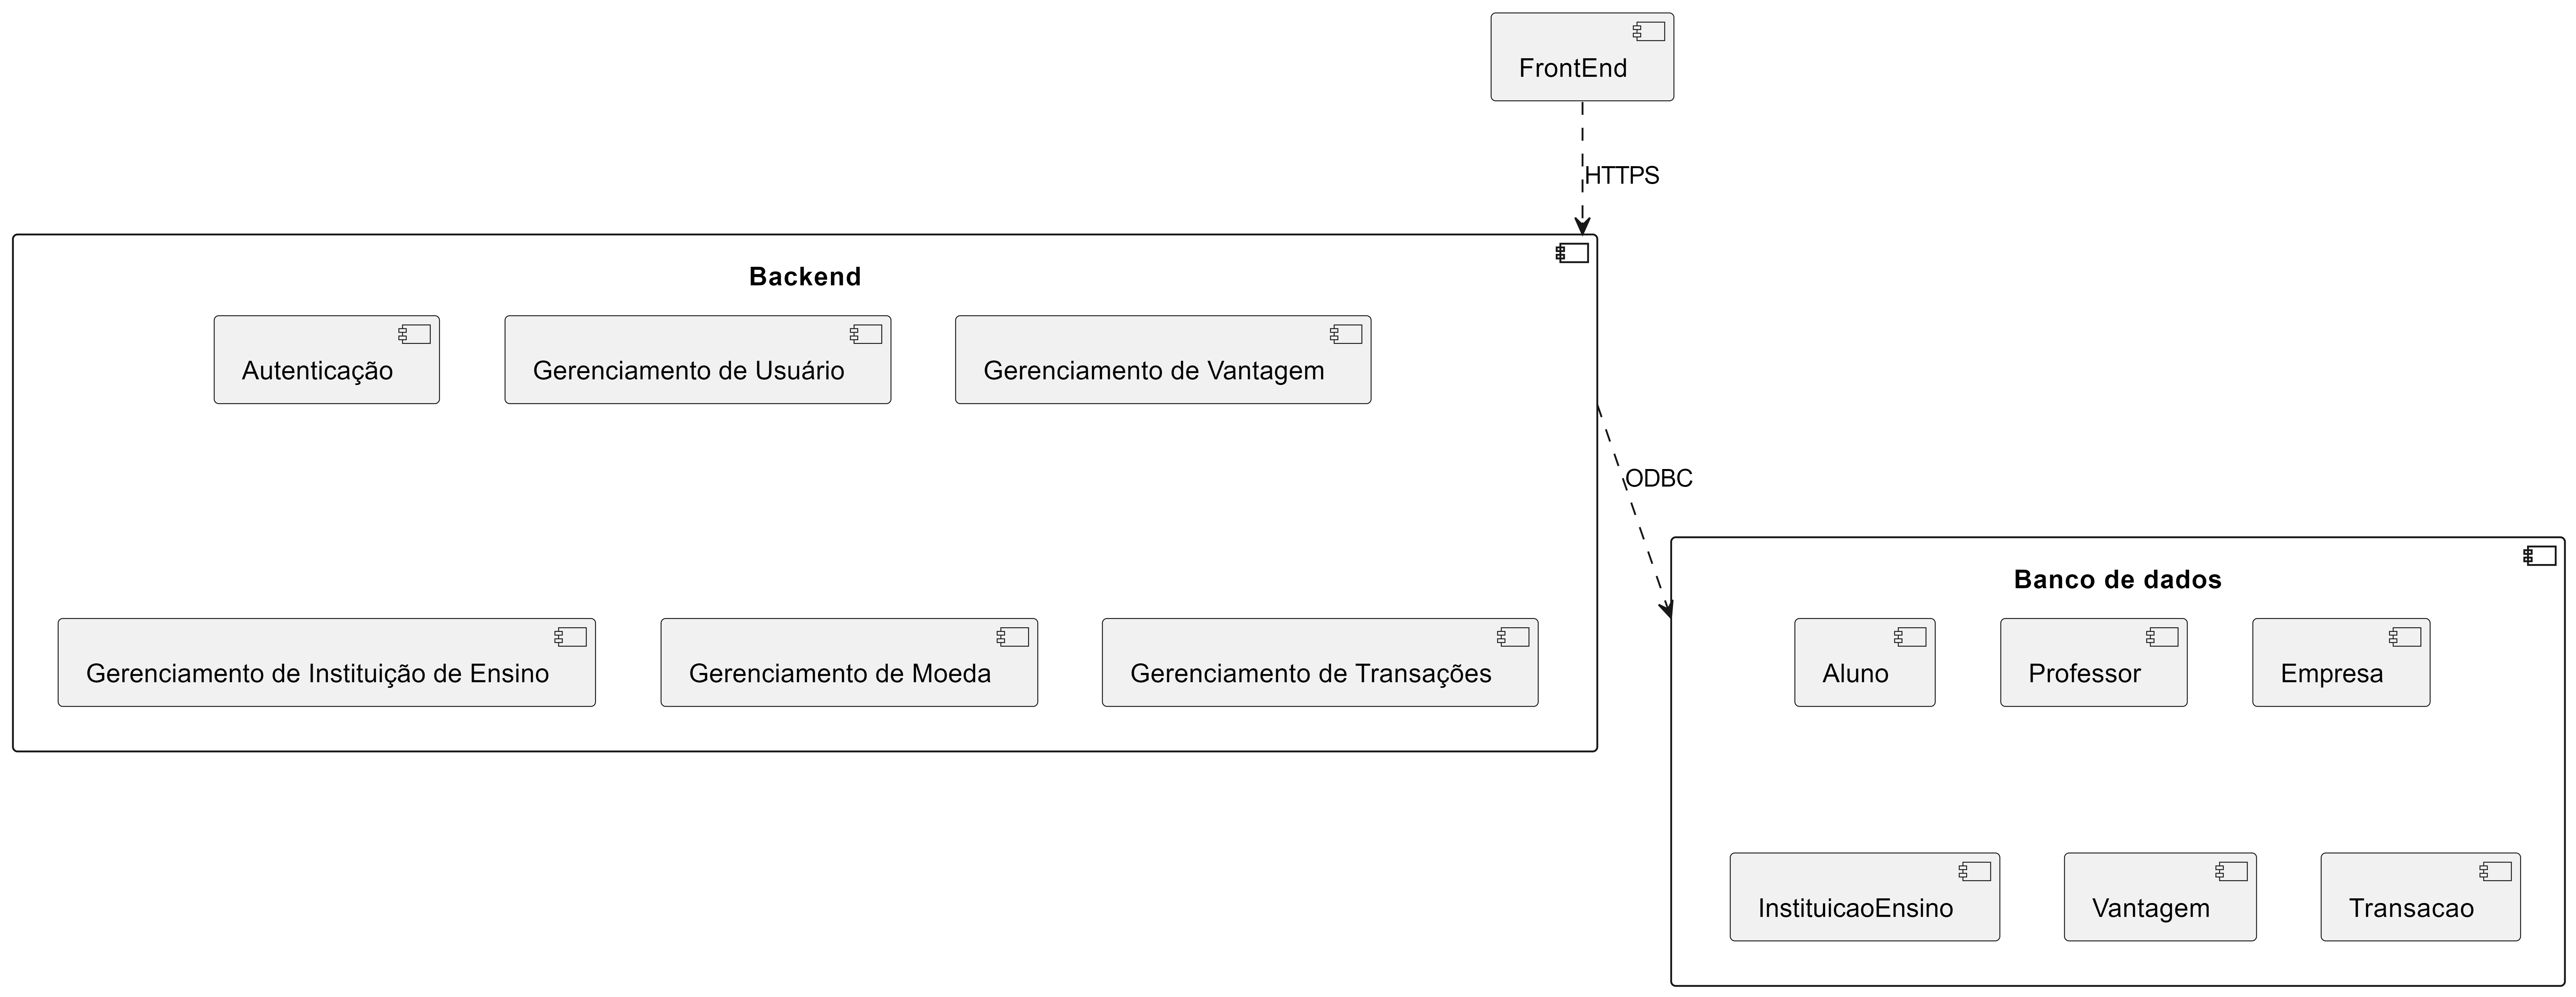 FrontEnd
HTTPS
Backend
Autenticação
Gerenciamento de Usuário
Gerenciamento de Vantagem
ODBC
Gerenciamento de Instituição de Ensino
Gerenciamento de Moeda
Gerenciamento de Transações
Banco de dados
Aluno
Professor
Empresa
InstituicaoEnsino
Vantagem
Transacao